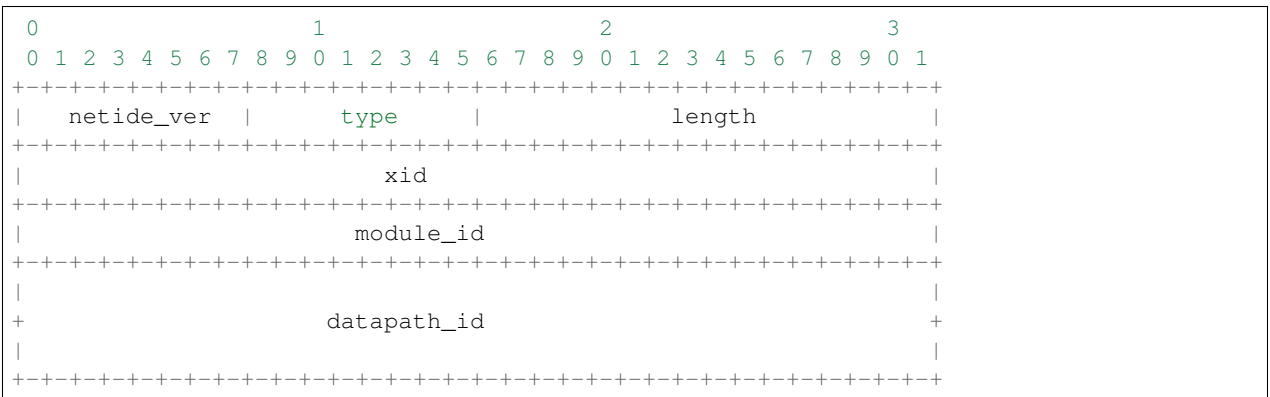 0                   1                   2                   3
 0 1 2 3 4 5 6 7 8 9 0 1 2 3 4 5 6 7 8 9 0 1 2 3 4 5 6 7 8 9 0 1
+-+-+-+-+-+-+-+-+-+-+-+-+-+-+-+-+-+-+-+-+-+-+-+-+-+-+-+-+-+-+-+-+
|   netide_ver  |      type     |             length            |
+-+-+-+-+-+-+-+-+-+-+-+-+-+-+-+-+-+-+-+-+-+-+-+-+-+-+-+-+-+-+-+-+
|                         xid                                   |
+-+-+-+-+-+-+-+-+-+-+-+-+-+-+-+-+-+-+-+-+-+-+-+-+-+-+-+-+-+-+-+-+
|                       module_id                               |
+-+-+-+-+-+-+-+-+-+-+-+-+-+-+-+-+-+-+-+-+-+-+-+-+-+-+-+-+-+-+-+-+
|                                                               |
+                     datapath_id                               +
|                                                               |
+-+-+-+-+-+-+-+-+-+-+-+-+-+-+-+-+-+-+-+-+-+-+-+-+-+-+-+-+-+-+-+-+